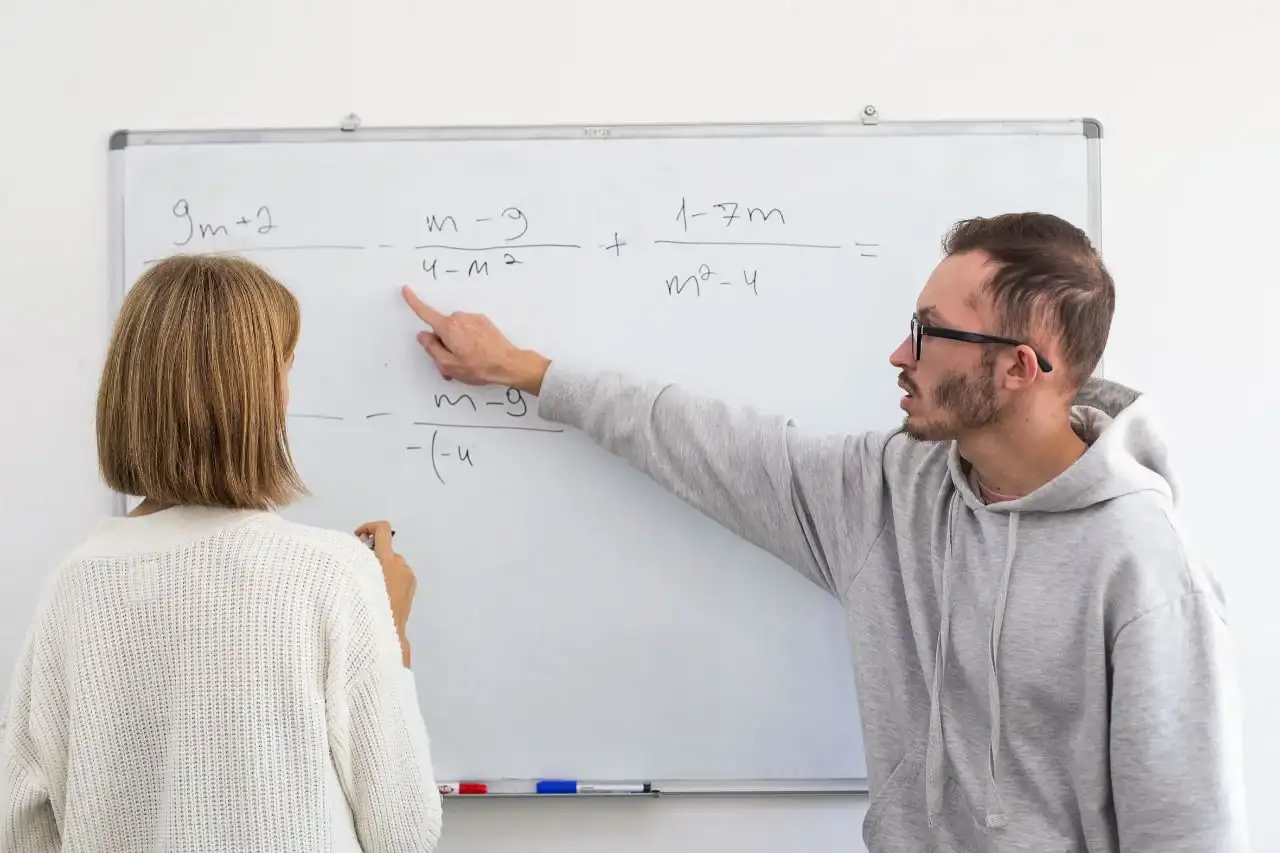 9m+2 - m-9 + 1-7m =
4-m² m²-4
- m-9
-(-4